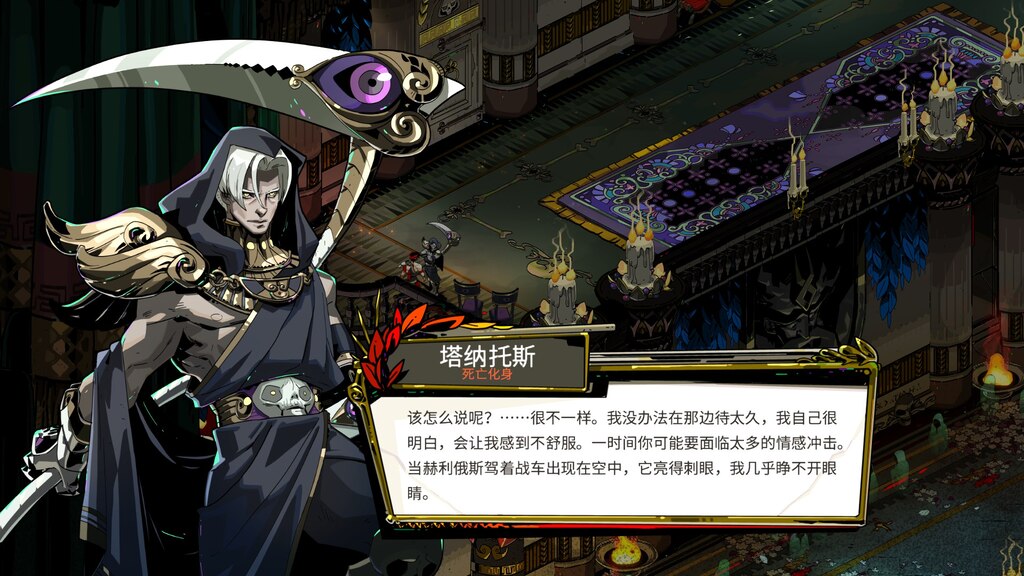 塔纳托斯
死亡化身
该怎么说呢？……很不一样。我没办法在那边待太久，我自己很
明白，会让我感到不舒服。一时间你可能要面临太多的情感冲击。
当赫利俄斯驾着战车出现在空中，它亮得刺眼，我几乎睁不开眼
睛。